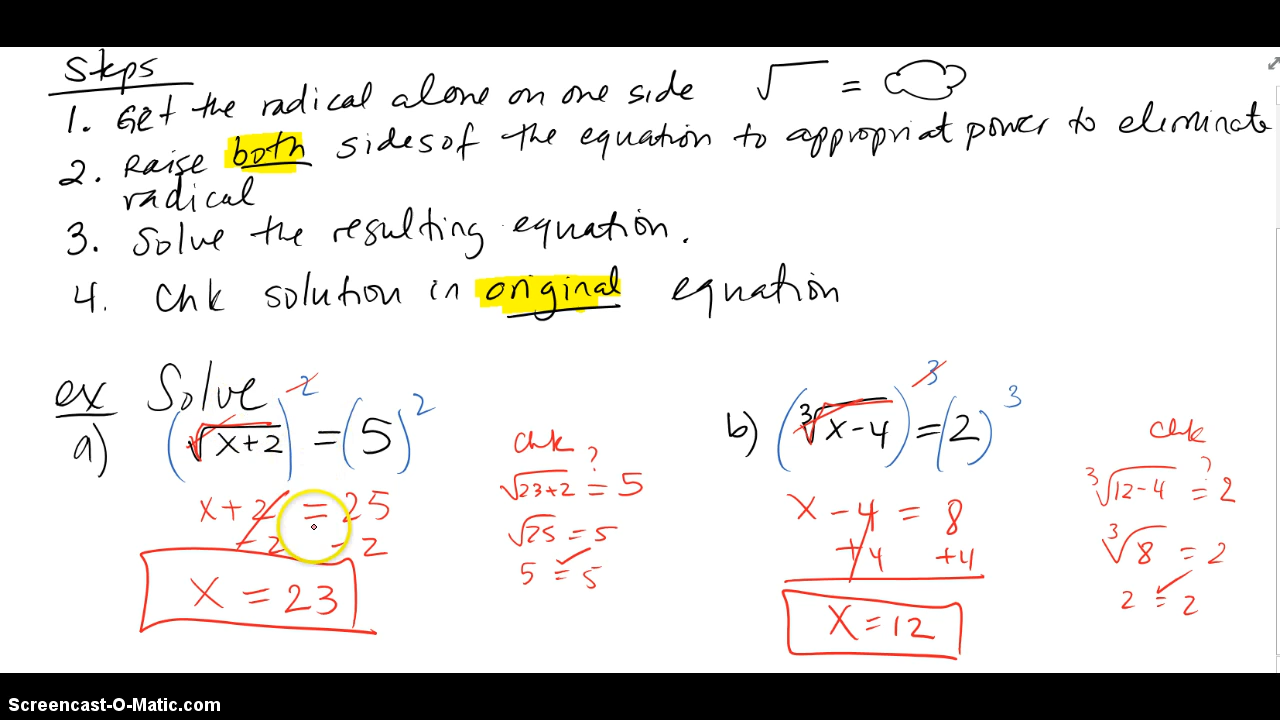 Steps
1. Get the radical alone on one side √ =
2. Raise both sides of the equation to appropriat power to eliminate
radical
3. Solve the resulting equation.
4. Chk solution in original equation
ex Solve
a) (√(x+2))² = (5)²
x + 2 = 25
- 2 - 2
x = 23
chk
√(23+2) ?= 5
√25 = 5
5 = 5 ✓
b) (∛(x-4))³ = (2)³
x - 4 = 8
+4 +4
x = 12
chk
∛(12-4) ?= 2
∛8 = 2
2 = 2 ✓
Screencast-O-Matic.com